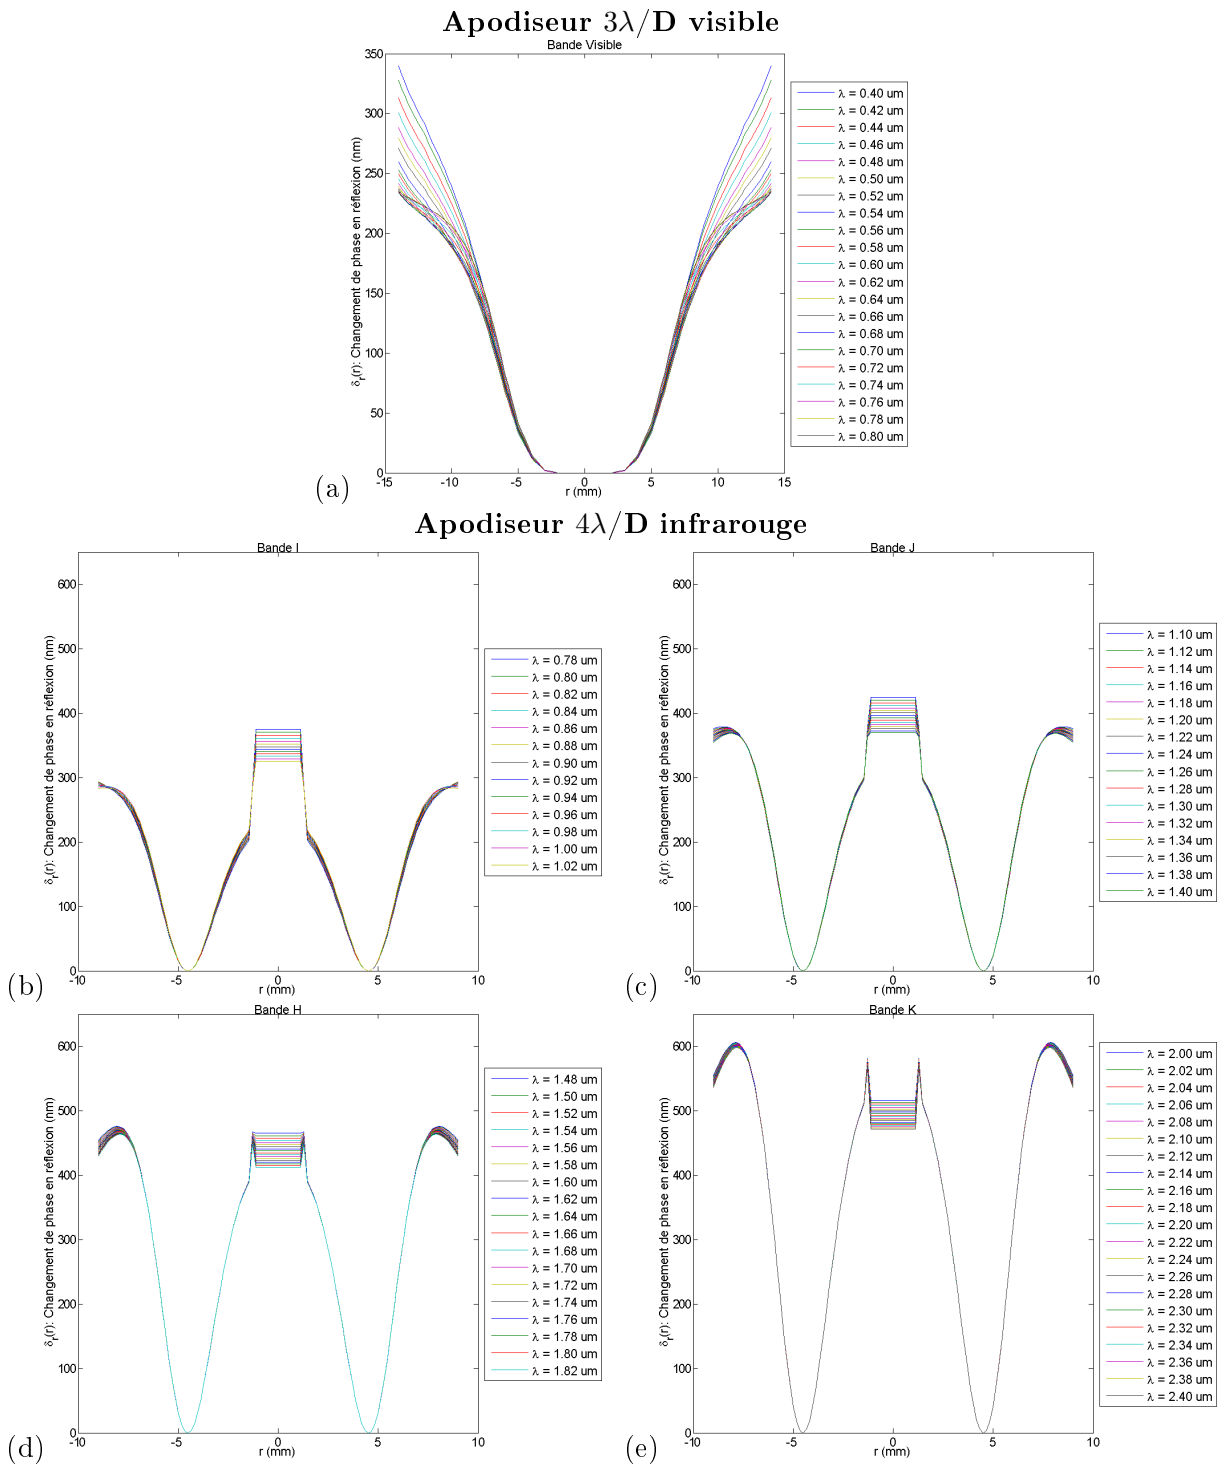 Apodiseur 3λ/D visible
Bande Visible
δr(r): Changement de phase en réflexion (nm)
350
300
250
200
150
100
50
0
-15
-10
-5
0
5
10
15
r (mm)
λ = 0.40 um
λ = 0.42 um
λ = 0.44 um
λ = 0.46 um
λ = 0.48 um
λ = 0.50 um
λ = 0.52 um
λ = 0.54 um
λ = 0.56 um
λ = 0.58 um
λ = 0.60 um
λ = 0.62 um
λ = 0.64 um
λ = 0.66 um
λ = 0.68 um
λ = 0.70 um
λ = 0.72 um
λ = 0.74 um
λ = 0.76 um
λ = 0.78 um
λ = 0.80 um
(a)
Apodiseur 4λ/D infrarouge
Bande I
δr(r): Changement de phase en réflexion (nm)
600
500
400
300
200
100
0
-10
-5
0
5
10
r (mm)
λ = 0.78 um
λ = 0.80 um
λ = 0.82 um
λ = 0.84 um
λ = 0.86 um
λ = 0.88 um
λ = 0.90 um
λ = 0.92 um
λ = 0.94 um
λ = 0.96 um
λ = 0.98 um
λ = 1.00 um
λ = 1.02 um
(b)
Bande J
δr(r): Changement de phase en réflexion (nm)
600
500
400
300
200
100
0
-10
-5
0
5
10
r (mm)
λ = 1.10 um
λ = 1.12 um
λ = 1.14 um
λ = 1.16 um
λ = 1.18 um
λ = 1.20 um
λ = 1.22 um
λ = 1.24 um
λ = 1.26 um
λ = 1.28 um
λ = 1.30 um
λ = 1.32 um
λ = 1.34 um
λ = 1.36 um
λ = 1.38 um
λ = 1.40 um
(c)
Bande H
δr(r): Changement de phase en réflexion (nm)
600
500
400
300
200
100
0
-10
-5
0
5
10
r (mm)
λ = 1.48 um
λ = 1.50 um
λ = 1.52 um
λ = 1.54 um
λ = 1.56 um
λ = 1.58 um
λ = 1.60 um
λ = 1.62 um
λ = 1.64 um
λ = 1.66 um
λ = 1.68 um
λ = 1.70 um
λ = 1.72 um
λ = 1.74 um
λ = 1.76 um
λ = 1.78 um
λ = 1.80 um
λ = 1.82 um
(d)
Bande K
δr(r): Changement de phase en réflexion (nm)
600
500
400
300
200
100
0
-10
-5
0
5
10
r (mm)
λ = 2.00 um
λ = 2.02 um
λ = 2.04 um
λ = 2.06 um
λ = 2.08 um
λ = 2.10 um
λ = 2.12 um
λ = 2.14 um
λ = 2.16 um
λ = 2.18 um
λ = 2.20 um
λ = 2.22 um
λ = 2.24 um
λ = 2.26 um
λ = 2.28 um
λ = 2.30 um
λ = 2.32 um
λ = 2.34 um
λ = 2.36 um
λ = 2.38 um
λ = 2.40 um
(e)